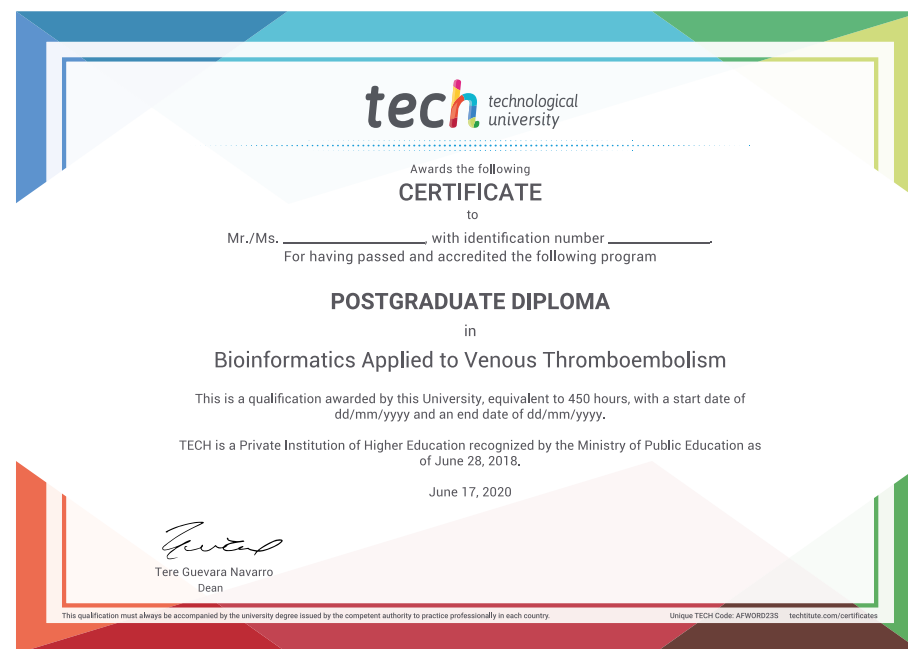 tech technological
university
Awards the following
CERTIFICATE
to
Mr./Ms. ____________, with identification number ____________.
For having passed and accredited the following program
POSTGRADUATE DIPLOMA
in
Bioinformatics Applied to Venous Thromboembolism
This is a qualification awarded by this University, equivalent to 450 hours, with a start date of
dd/mm/yyyy and an end date of dd/mm/yyyy.
TECH is a Private Institution of Higher Education recognized by the Ministry of Public Education as
of June 28, 2018.
June 17, 2020
Tere Guevara Navarro
Dean
This qualification must always be accompanied by the university degree issued by the competent authority to practice professionally in each country.
Unique TECH Code: AFWORD23S techtitute.com/certificates